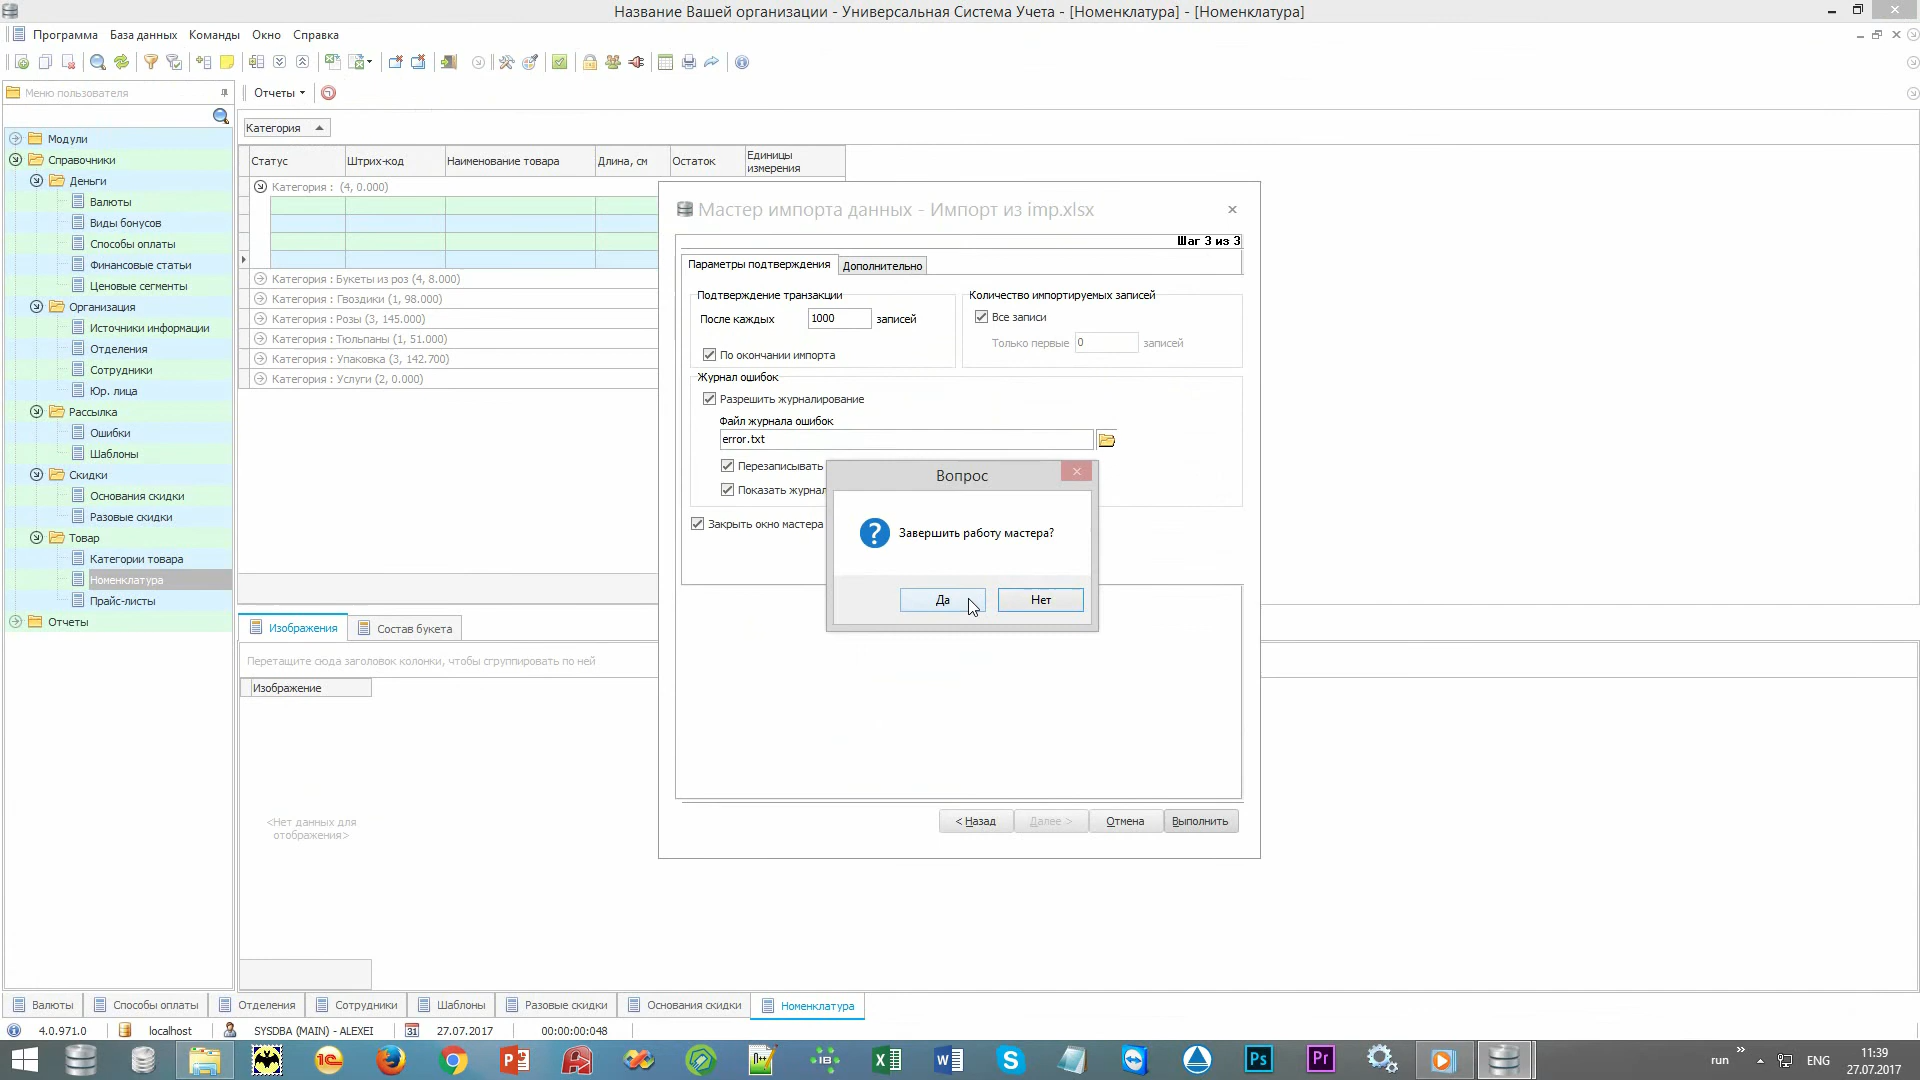 Название Вашей организации - Универсальная Система Учета - [Номенклатура] - [Номенклатура]
Программа База данных Команды Окно Справка
Меню пользователя
Отчеты
Модули
Справочники
Деньги
Валюты
Виды бонусов
Способы оплаты
Финансовые статьи
Ценовые сегменты
Организация
Источники информации
Отделения
Сотрудники
Юр. лица
Рассылка
Ошибки
Шаблоны
Скидки
Основания скидки
Разовые скидки
Товар
Категории товара
Номенклатура
Прайс-листы
Отчеты
Категория
Статус Штрих-код Наименование товара Длина, см Остаток Единицы
измерения
Категория : (4, 0.000)
Категория : Букеты из роз (4, 8.000)
Категория : Гвоздики (1, 98.000)
Категория : Розы (3, 145.000)
Категория : Тюльпаны (1, 51.000)
Категория : Упаковка (3, 142.700)
Категория : Услуги (2, 0.000)
Изображения Состав букета
Перетащите сюда заголовок колонки, чтобы сгруппировать по ней
Изображение
<Нет данных для
отображения>
Мастер импорта данных - Импорт из imp.xlsx
Шаг 3 из 3
Параметры подтверждения Дополнительно
Подтверждение транзакции
После каждых 1000 записей
По окончании импорта
Количество импортируемых записей
Все записи
Только первые 0 записей
Журнал ошибок
Разрешить журналирование
Файл журнала ошибок
error.txt
Перезаписывать
Показать журнал
Закрыть окно мастера
Вопрос
Завершить работу мастера?
Да Нет
< Назад Далее > Отмена Выполнить
Валюты Способы оплаты Отделения Сотрудники Шаблоны Разовые скидки Основания скидки Номенклатура
4.0.971.0 localhost SYSDBA (MAIN) - ALEXEI 31 27.07.2017 00:00:00:048
run ENG 11:39
27.07.2017